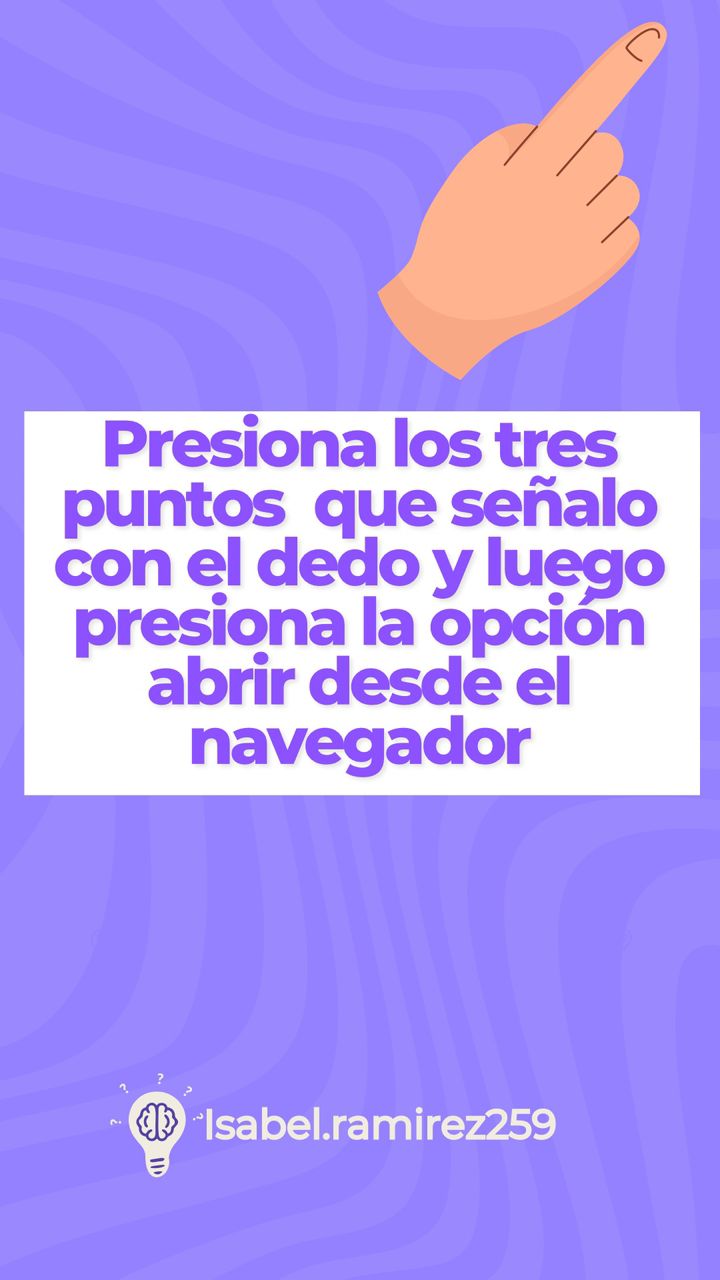 Presiona los tres
puntos que señalo
con el dedo y luego
presiona la opción
abrir desde el
navegador
? ? ? ? ?
Isabel.ramirez259